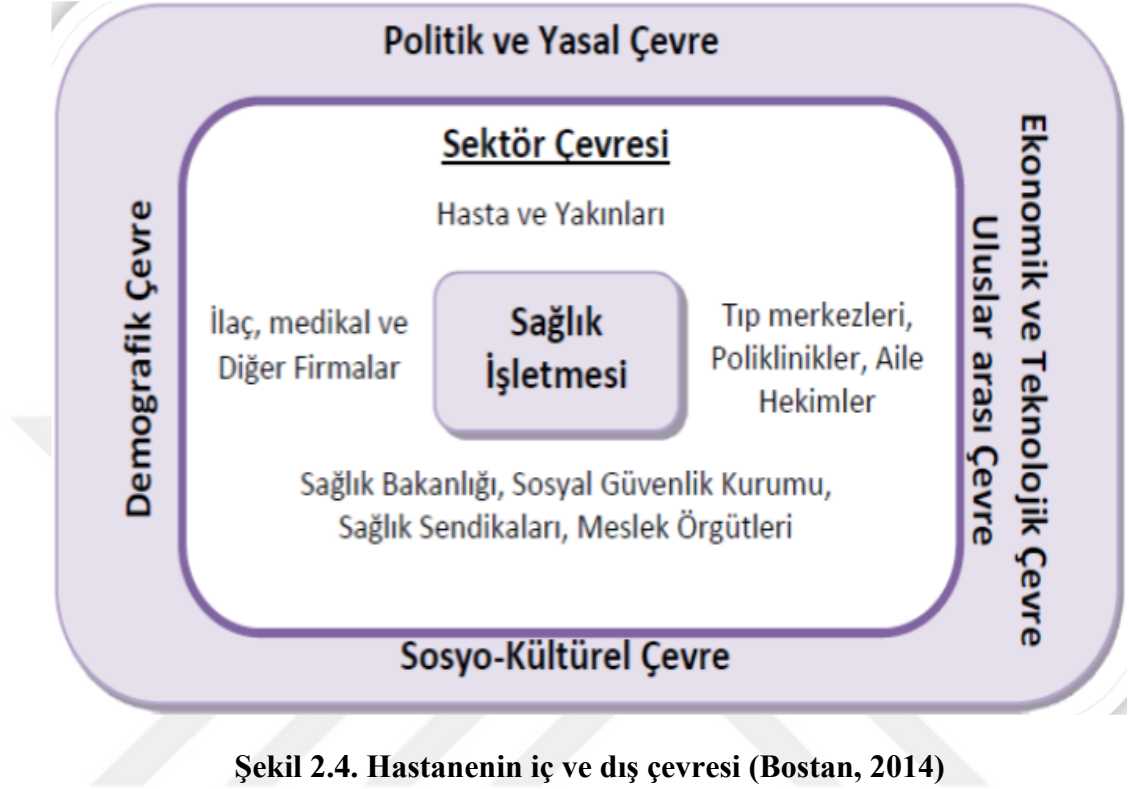 Politik ve Yasal Çevre
Sektör Çevresi
Hasta ve Yakınları
Demografik Çevre
İlaç, medikal ve
Diğer Firmalar
Sağlık
İşletmesi
Tıp merkezleri,
Poliklinikler, Aile
Hekimler
Uluslar arası Çevre
Ekonomik ve Teknolojik Çevre
Sağlık Bakanlığı, Sosyal Güvenlik Kurumu,
Sağlık Sendikaları, Meslek Örgütleri
Sosyo-Kültürel Çevre
Şekil 2.4. Hastanenin iç ve dış çevresi (Bostan, 2014)